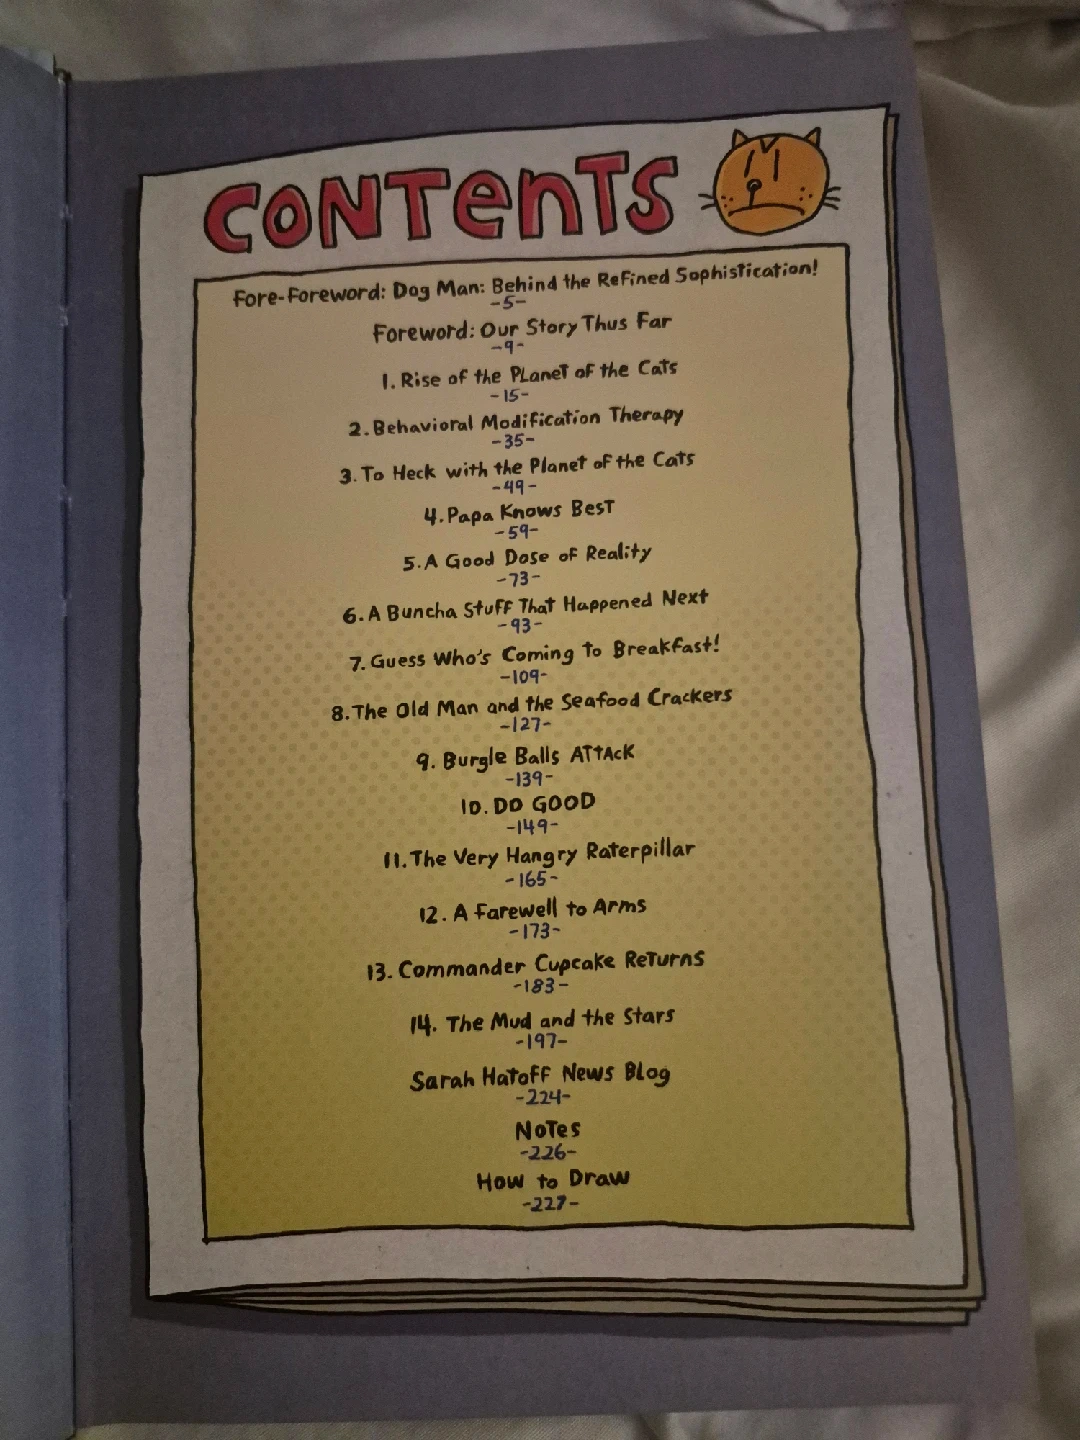 CONTENTS
Fore-Foreword: Dog Man: Behind the Refined Sophistication!
-5-
Foreword: Our Story Thus Far
-9-
1. Rise of the Planet of the Cats
-15-
2. Behavioral Modification Therapy
-35-
3. To Heck with the Planet of the Cats
-49-
4. Papa Knows Best
-59-
5. A Good Dose of Reality
-73-
6. A Buncha Stuff That Happened Next
-93-
7. Guess Who's Coming to Breakfast!
-109-
8. The Old Man and the Seafood Crackers
-127-
9. Burgle Balls Attack
-139-
10. DO GOOD
-149-
11. The Very Hangry Raterpillar
-165-
12. A Farewell to Arms
-173-
13. Commander Cupcake Returns
-183-
14. The Mud and the Stars
-197-
Sarah Hatoff News Blog
-224-
Notes
-226-
How to Draw
-227-